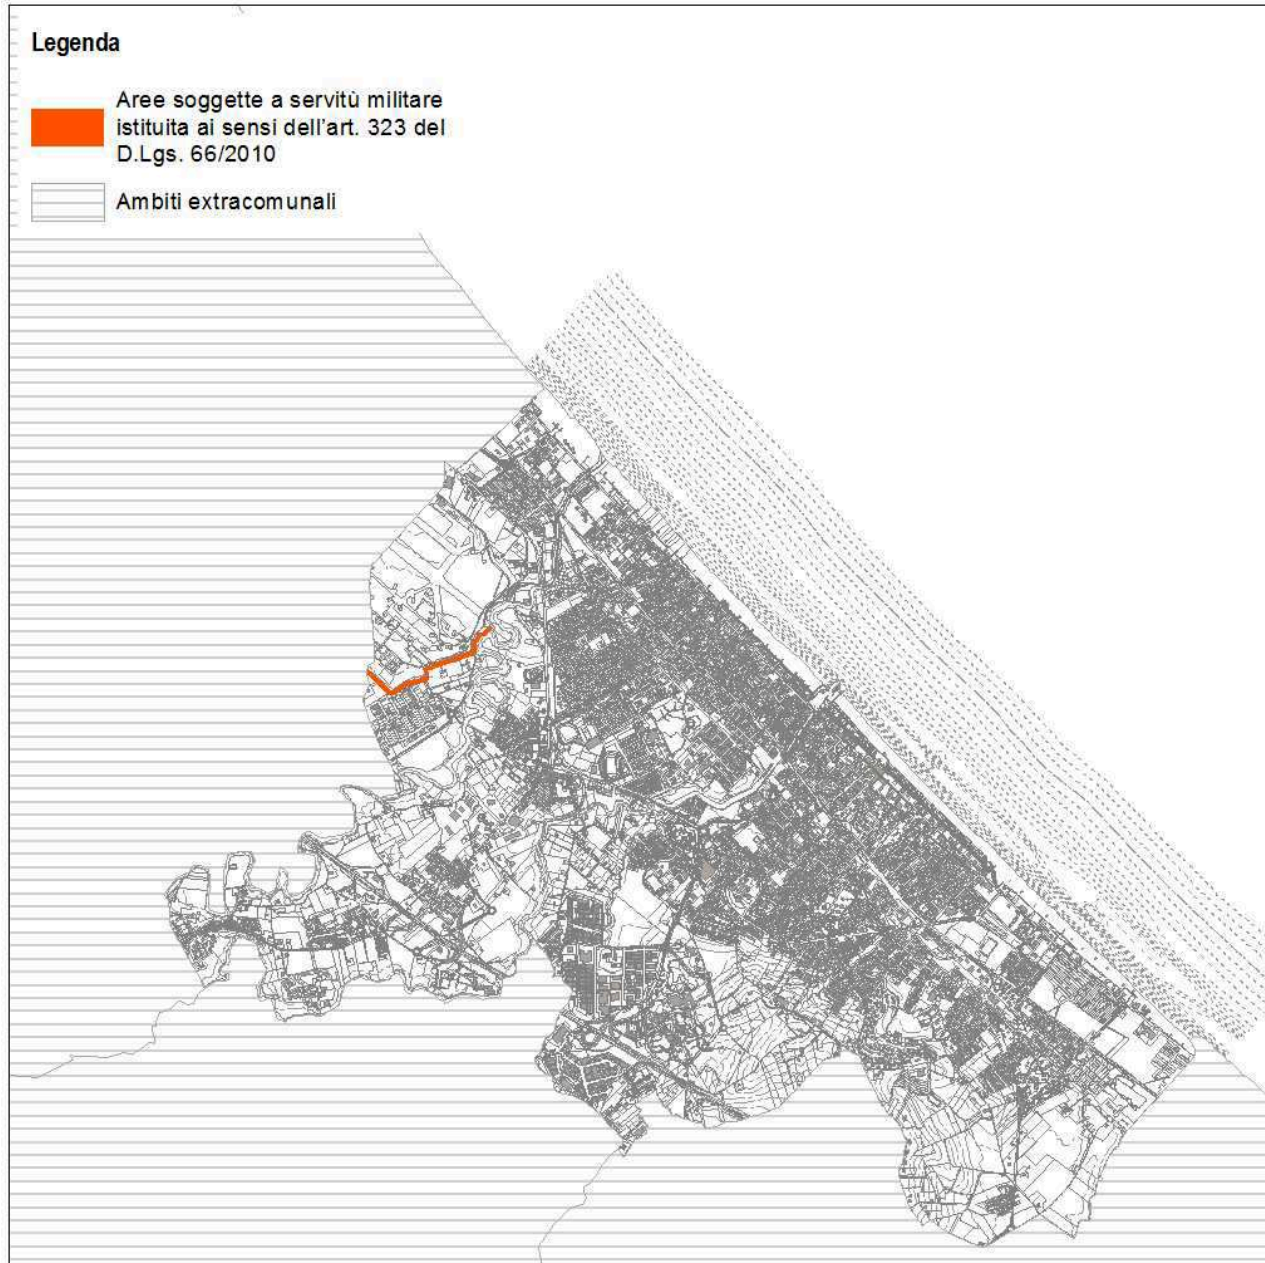 Legenda
Aree soggette a servitù militare
istituita ai sensi dell'art. 323 del
D.Lgs. 66/2010
Ambiti extracomunali